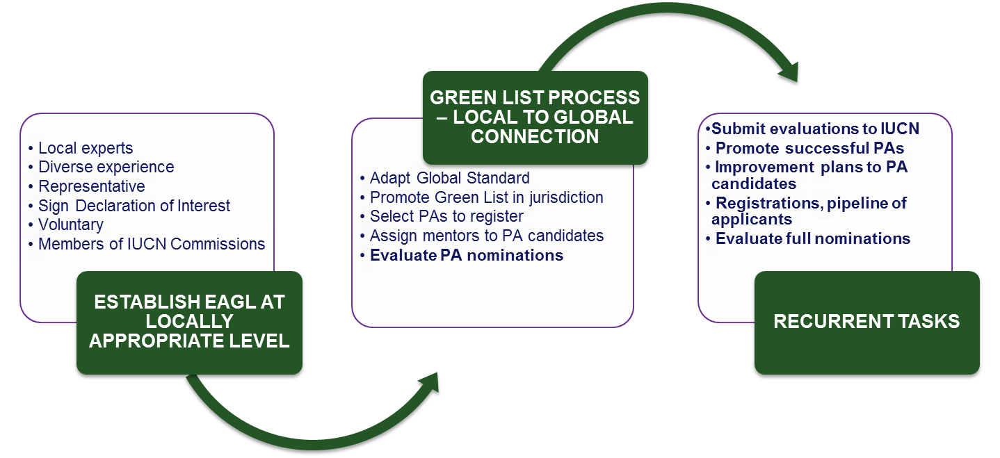 • Local experts
• Diverse experience
• Representative
• Sign Declaration of Interest
• Voluntary
• Members of IUCN Commissions
ESTABLISH EAGL AT
LOCALLY
APPROPRIATE LEVEL
GREEN LIST PROCESS
– LOCAL TO GLOBAL
CONNECTION
• Adapt Global Standard
• Promote Green List in jurisdiction
• Select PAs to register
• Assign mentors to PA candidates
• Evaluate PA nominations
•Submit evaluations to IUCN
• Promote successful PAs
• Improvement plans to PA
candidates
• Registrations, pipeline of
applicants
• Evaluate full nominations
RECURRENT TASKS